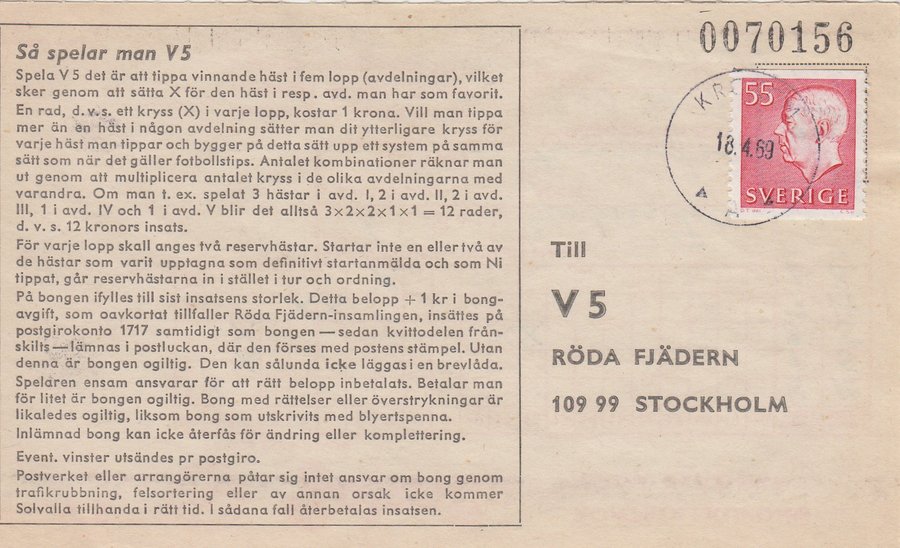 Så spelar man V5
Spela V5 det är att tippa vinnande häst i fem lopp (avdelningar), vilket
sker genom att sätta X för den häst i resp. avd. man har som favorit.
En rad, d.v.s. ett kryss (X) i varje lopp, kostar 1 krona. Vill man tippa
mer än en häst i någon avdelning sätter man dit ytterligare kryss för
varje häst man tippar och bygger på detta sätt upp ett system på samma
sätt som när det gäller fotbollstips. Antalet kombinationer räknar man
ut genom att multiplicera antalet kryss i de olika avdelningarna med
varandra. Om man t. ex. spelat 3 hästar i avd. I, 2 i avd. II, 2 i avd.
III, 1 i avd. IV och 1 i avd. V blir det alltså 3×2×2×1×1 = 12 rader,
d. v. s. 12 kronors insats.
För varje lopp skall anges två reservhästar. Startar inte en eller två av
de hästar som varit upptagna som definitivt startanmälda och som Ni
tippat, går reservhästarna in i stället i tur och ordning.
På bongen ifylles till sist insatsens storlek. Detta belopp + 1 kr i bong-
avgift, som oavkortat tillfaller Röda Fjädern-insamlingen, insättes på
postgirokonto 1717 samtidigt som bongen — sedan kvittodelen från-
skilts — lämnas i postluckan, där den förses med postens stämpel. Utan
denna är bongen ogiltig. Den kan sålunda icke läggas i en brevlåda.
Spelaren ensam ansvarar för att rätt belopp inbetalats. Betalar man
för litet är bongen ogiltig. Bong med rättelser eller överstrykningar är
likaledes ogiltig, liksom bong som utskrivits med blyertspenna.
Inlämnad bong kan icke återfås för ändring eller komplettering.
Event. vinster utsändes pr postgiro.
Postverket eller arrangörerna påtar sig intet ansvar om bong genom
trafikrubbning, felsortering eller av annan orsak icke kommer
Solvalla tillhanda i rätt tid. I sådana fall återbetalas insatsen.
0070156
55
SVERIGE
18.4.69
A
Till
V5
RÖDA FJÄDERN
109 99 STOCKHOLM